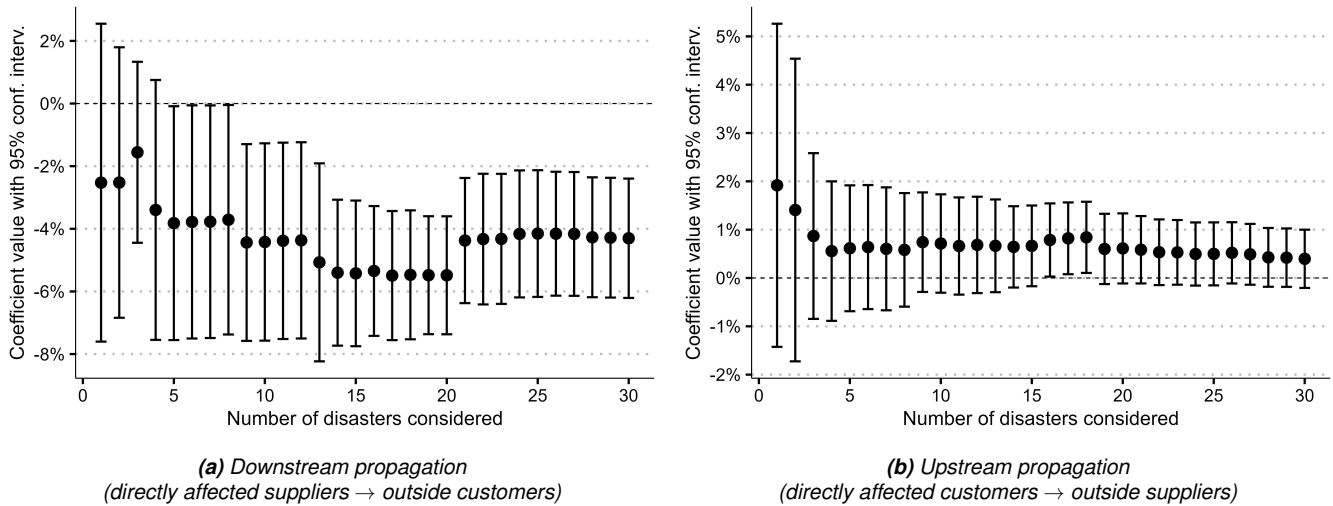 Coefficient value with 95% conf. interv.
2%
0%
-2%
-4%
-6%
-8%
0 5 10 15 20 25 30
Number of disasters considered
(a) Downstream propagation
(directly affected suppliers → outside customers)
Coefficient value with 95% conf. interv.
5%
4%
3%
2%
1%
0%
-1%
-2%
0 5 10 15 20 25 30
Number of disasters considered
(b) Upstream propagation
(directly affected customers → outside suppliers)